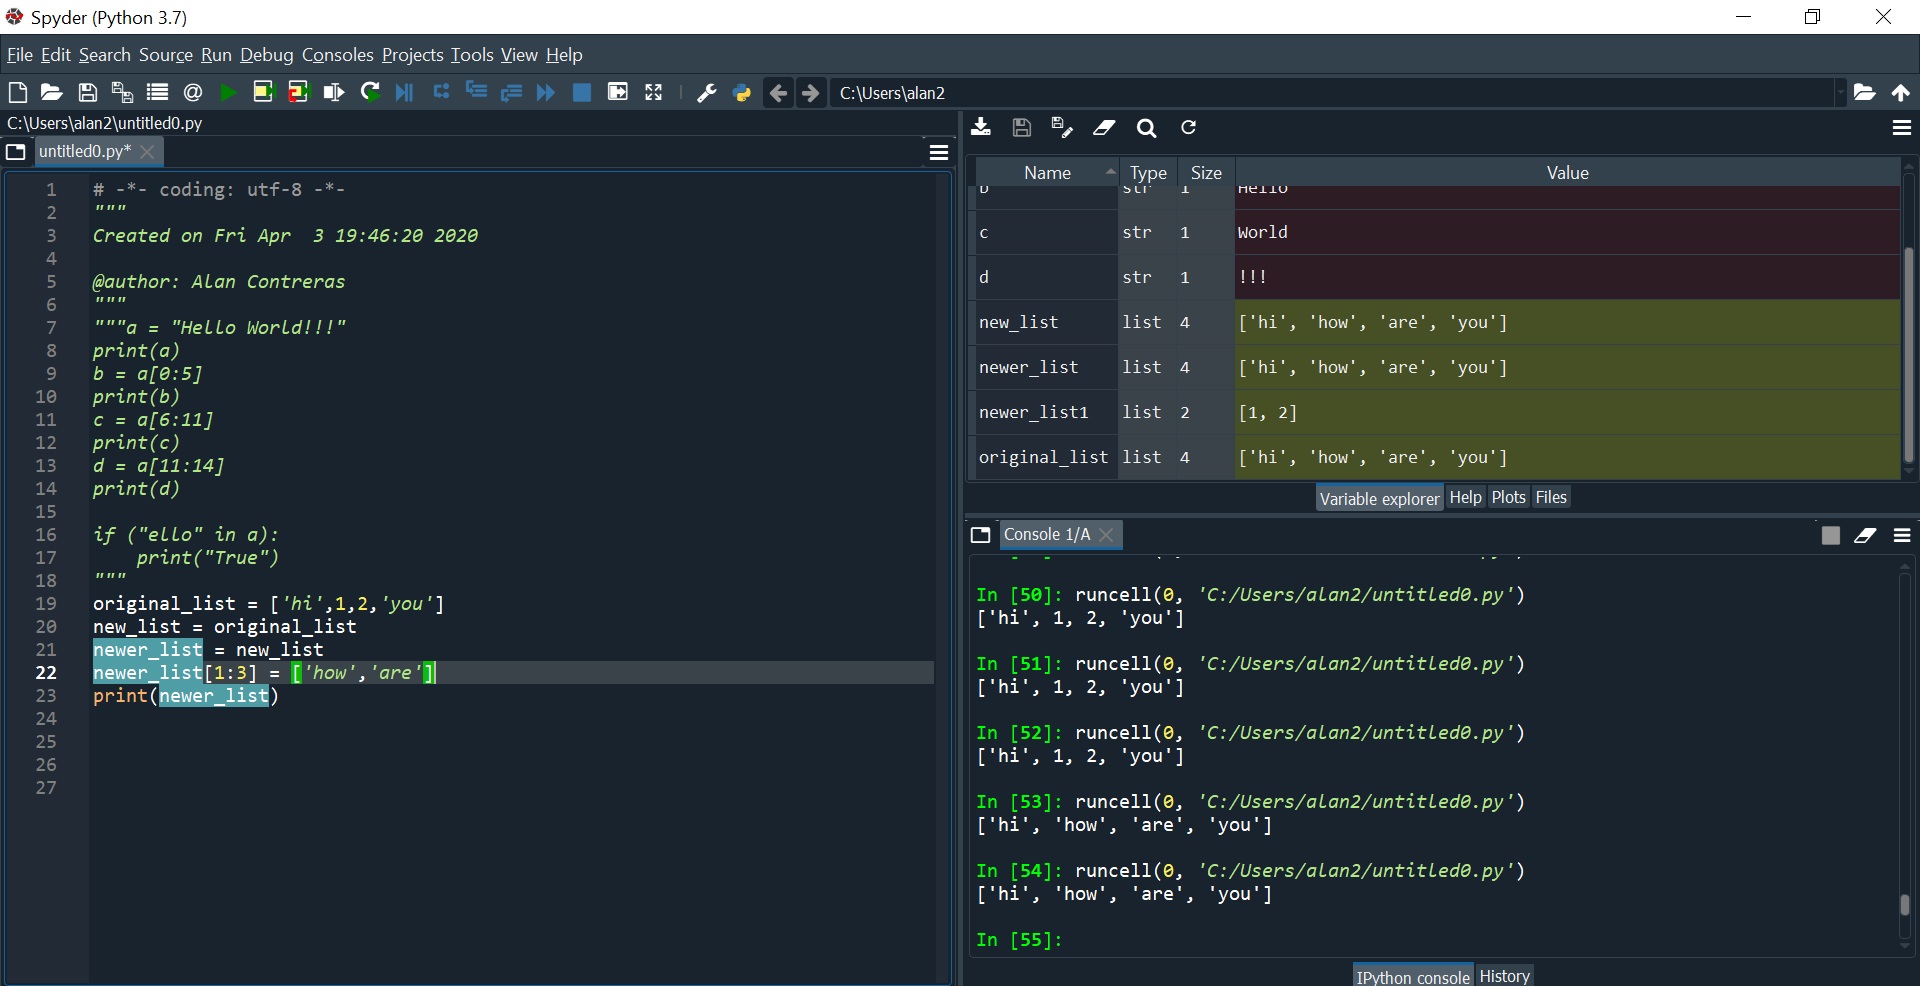 Spyder (Python 3.7)
File Edit Search Source Run Debug Consoles Projects Tools View Help
C:\Users\alan2
C:\Users\alan2\untitled0.py
untitled0.py*
1 # -*- coding: utf-8 -*-
2 """
3 Created on Fri Apr  3 19:46:20 2020
4
5 @author: Alan Contreras
6 """
7 """a = "Hello World!!!"
8 print(a)
9 b = a[0:5]
10 print(b)
11 c = a[6:11]
12 print(c)
13 d = a[11:14]
14 print(d)
15
16 if ("ello" in a):
17     print("True")
18 """
19 original_list = ['hi',1,2,'you']
20 new_list = original_list
21 newer_list = new_list
22 newer_list[1:3] = ['how','are']
23 print(newer_list)
24
25
26
27
Name Type Size Value
b str 1 Hello
c str 1 World
d str 1 !!!
new_list list 4 ['hi', 'how', 'are', 'you']
newer_list list 4 ['hi', 'how', 'are', 'you']
newer_list1 list 2 [1, 2]
original_list list 4 ['hi', 'how', 'are', 'you']
Variable explorer Help Plots Files
Console 1/A
In [50]: runcell(0, 'C:/Users/alan2/untitled0.py')
['hi', 1, 2, 'you']
In [51]: runcell(0, 'C:/Users/alan2/untitled0.py')
['hi', 1, 2, 'you']
In [52]: runcell(0, 'C:/Users/alan2/untitled0.py')
['hi', 1, 2, 'you']
In [53]: runcell(0, 'C:/Users/alan2/untitled0.py')
['hi', 'how', 'are', 'you']
In [54]: runcell(0, 'C:/Users/alan2/untitled0.py')
['hi', 'how', 'are', 'you']
In [55]:
IPython console History